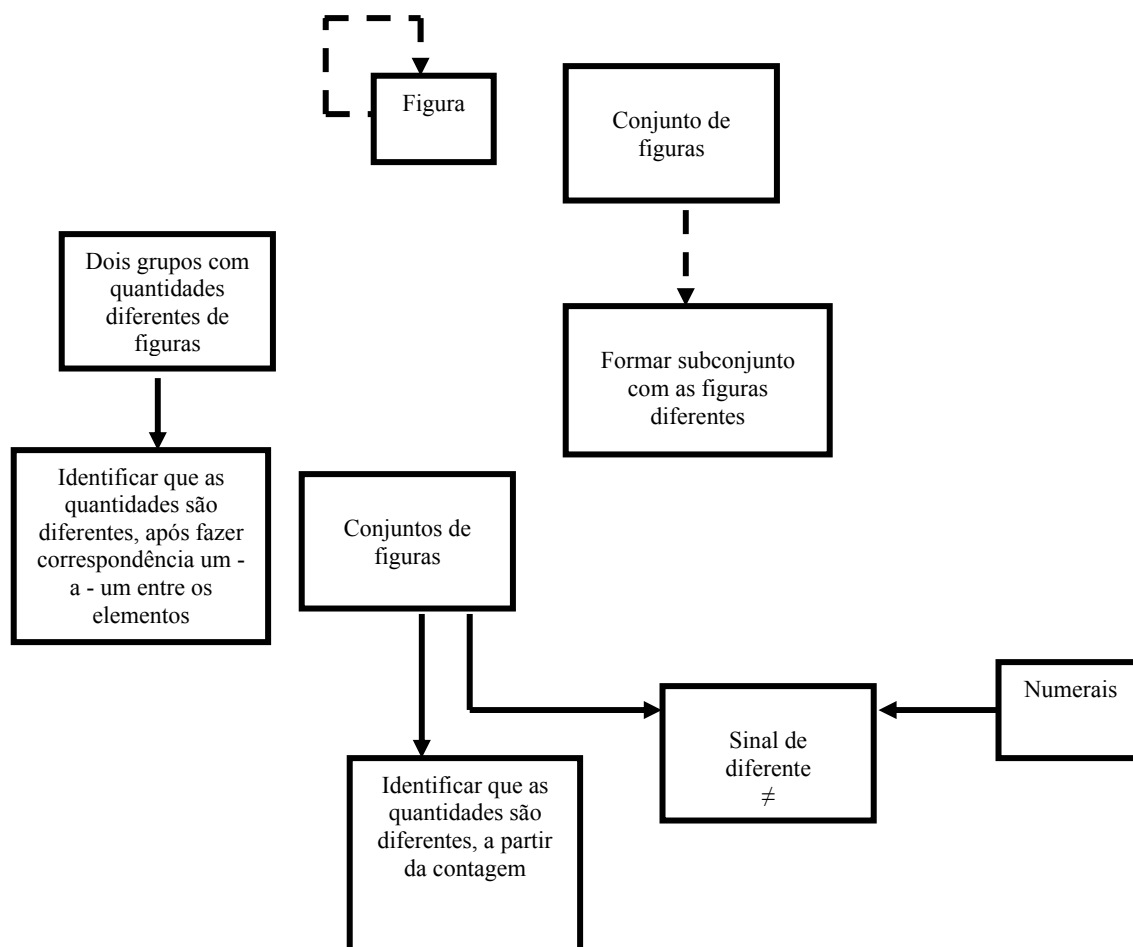 Figura
Conjunto de
figuras
Dois grupos com
quantidades
diferentes de
figuras
Formar subconjunto
com as figuras
diferentes
Identificar que as
quantidades são
diferentes, após fazer
correspondência um -
a - um entre os
elementos
Conjuntos de
figuras
Numerais
Sinal de
diferente
≠
Identificar que as
quantidades são
diferentes, a partir
da contagem